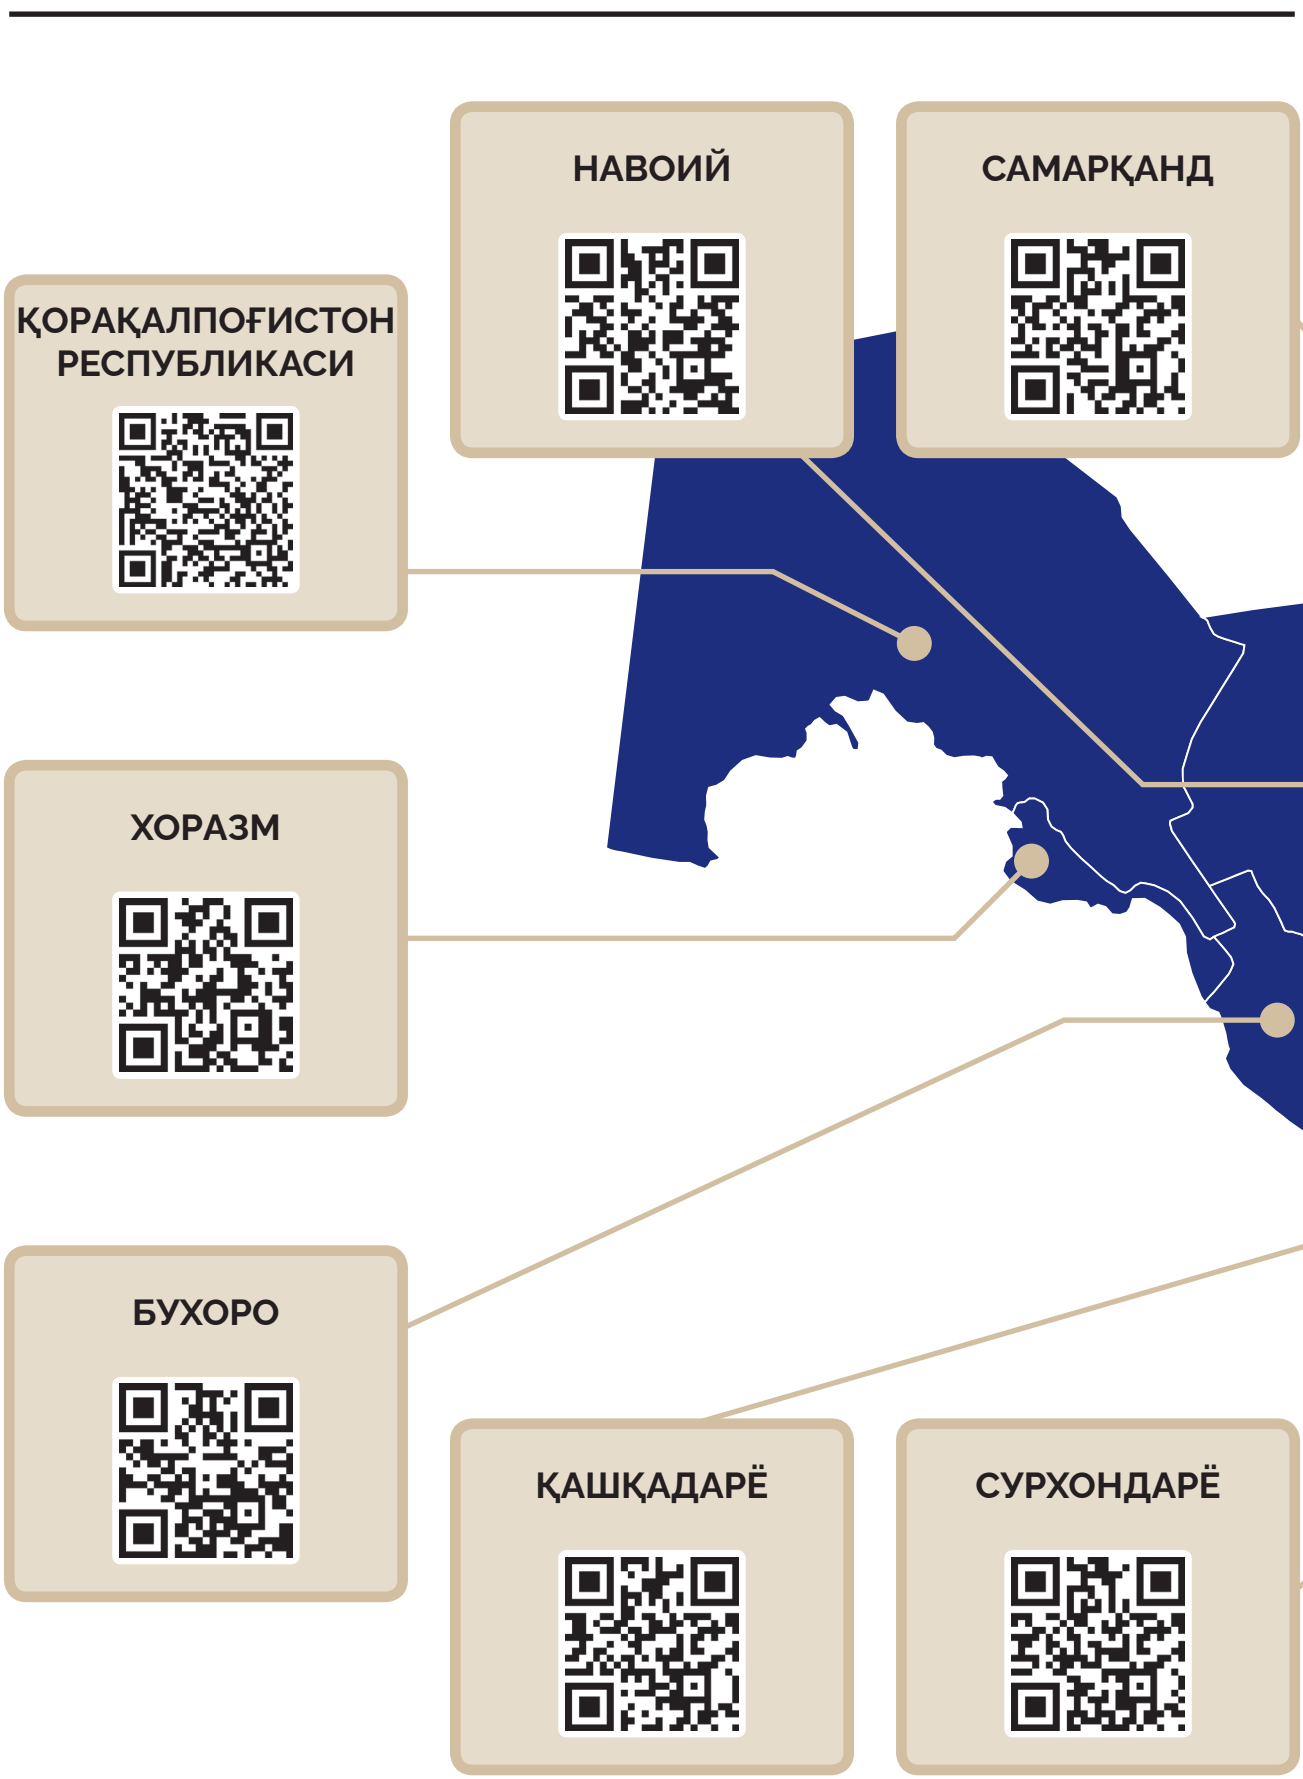 НАВОИЙ
САМАРҚАНД
ҚОРАҚАЛПОҒИСТОН
РЕСПУБЛИКАСИ
ХОРАЗМ
БУХОРО
ҚАШҚАДАРЁ
СУРХОНДАРЁ